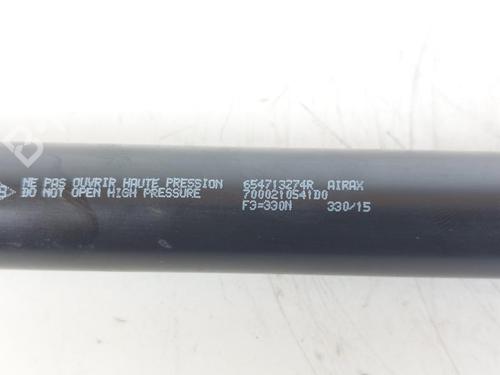 NE PAS OUVRIR HAUTE PRESSION 654713274R AIRAX
DO NOT OPEN HIGH PRESSURE 7000210541D0
F3=330N 330/15